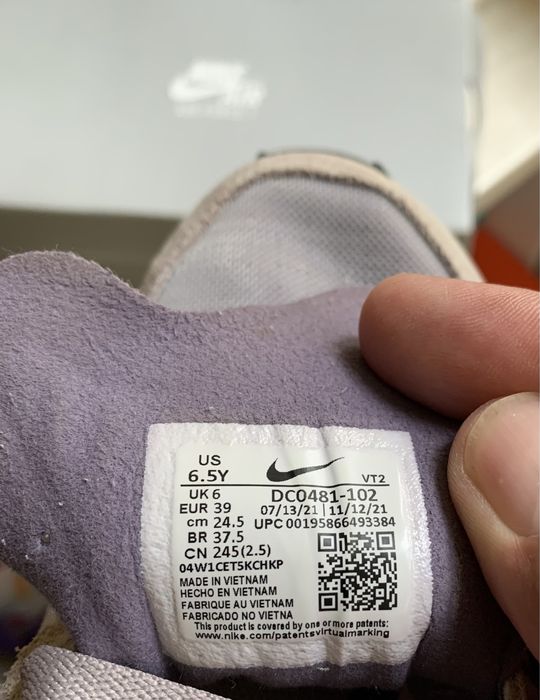 US
6.5Y
VT2
UK 6
DC0481-102
EUR 39
07/13/21 | 11/12/21
cm 24.5
UPC 00195866493384
BR 37.5
CN 245(2.5)
04W1CET5KCHKP
MADE IN VIETNAM
HECHO EN VIETNAM
FABRIQUE AU VIETNAM
FABRICADO NO VIETNA
This product is covered by one or more patents:
www.nike.com/patentsvirtualmarking